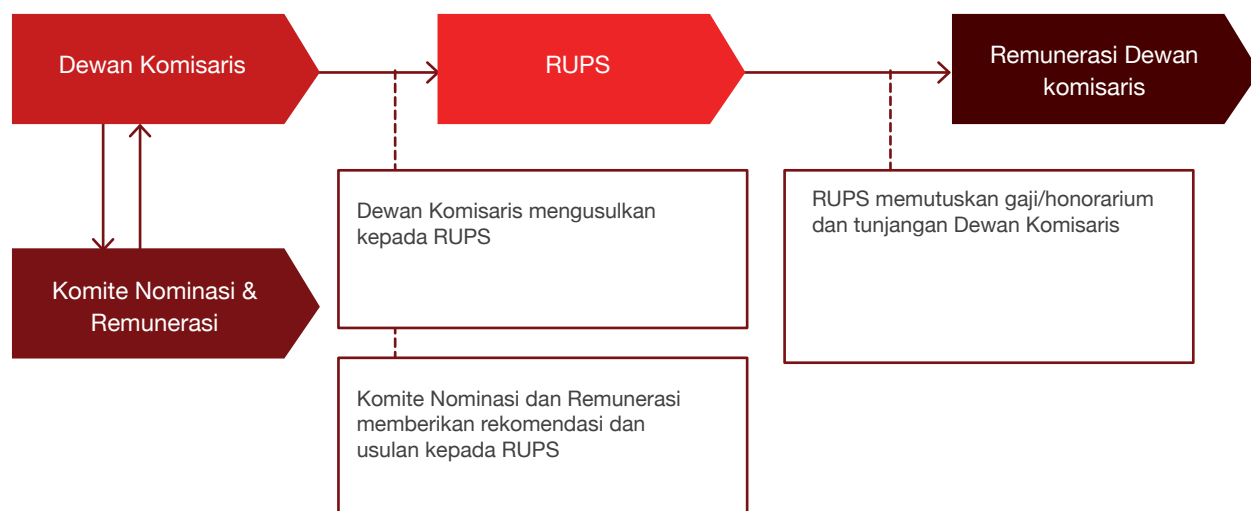 Dewan Komisaris
RUPS
Remunerasi Dewan
komisaris
Komite Nominasi &
Remunerasi
Dewan Komisaris mengusulkan
kepada RUPS
RUPS memutuskan gaji/honorarium
dan tunjangan Dewan Komisaris
Komite Nominasi dan Remunerasi
memberikan rekomendasi dan
usulan kepada RUPS